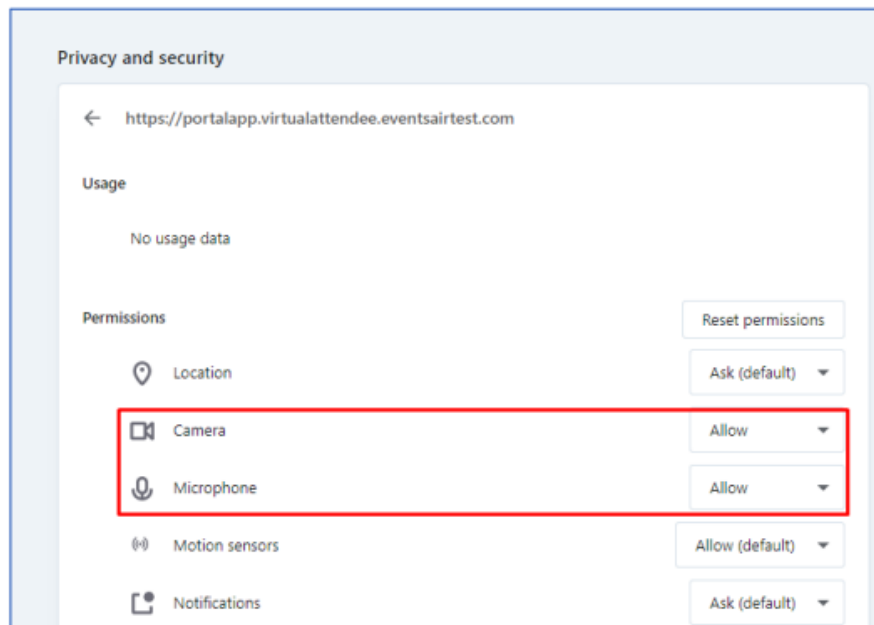 Privacy and security
https://portalapp.virtualattendee.eventsairtest.com
Usage
No usage data
Permissions
Reset permissions
Location
Ask (default)
Camera
Allow
Microphone
Allow
Motion sensors
Allow (default)
Notifications
Ask (default)